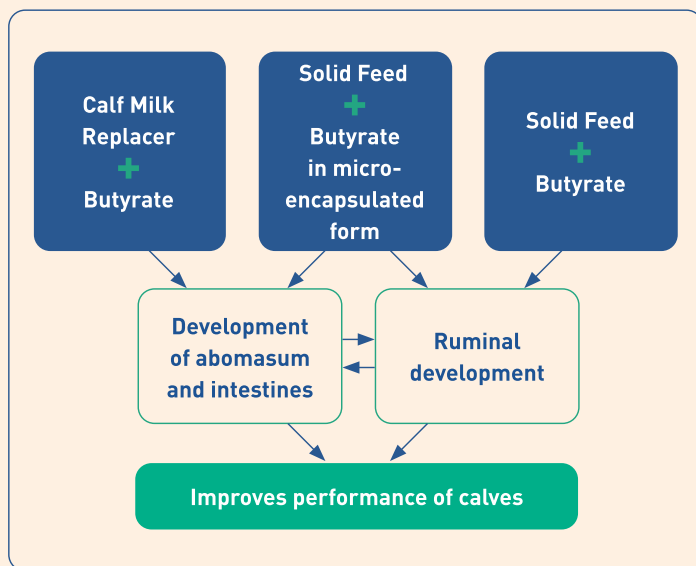 Calf Milk
Replacer
+
Butyrate
Solid Feed
+
Butyrate
in micro-
encapsulated
form
Solid Feed
+
Butyrate
Development
of abomasum
and intestines
Ruminal
development
Improves performance of calves